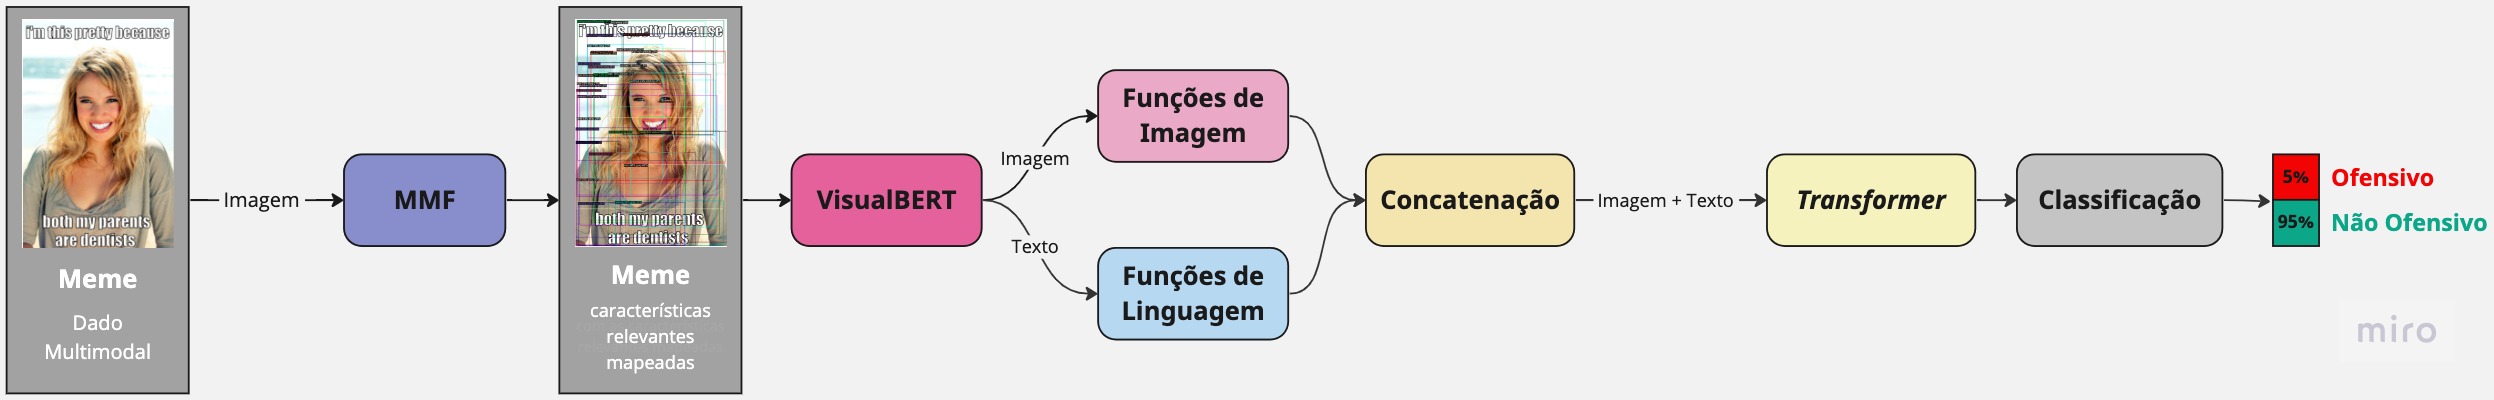 i'm this pretty because
both my parents
are dentists
Meme
Dado
Multimodal
Imagem
MMF
i'm this pretty because
both my parents
are dentists
Meme
características
relevantes
mapeadas
VisualBERT
Imagem
Texto
Funções de
Imagem
Funções de
Linguagem
Concatenação
Imagem + Texto
Transformer
Classificação
5%
Ofensivo
95%
Não Ofensivo
miro